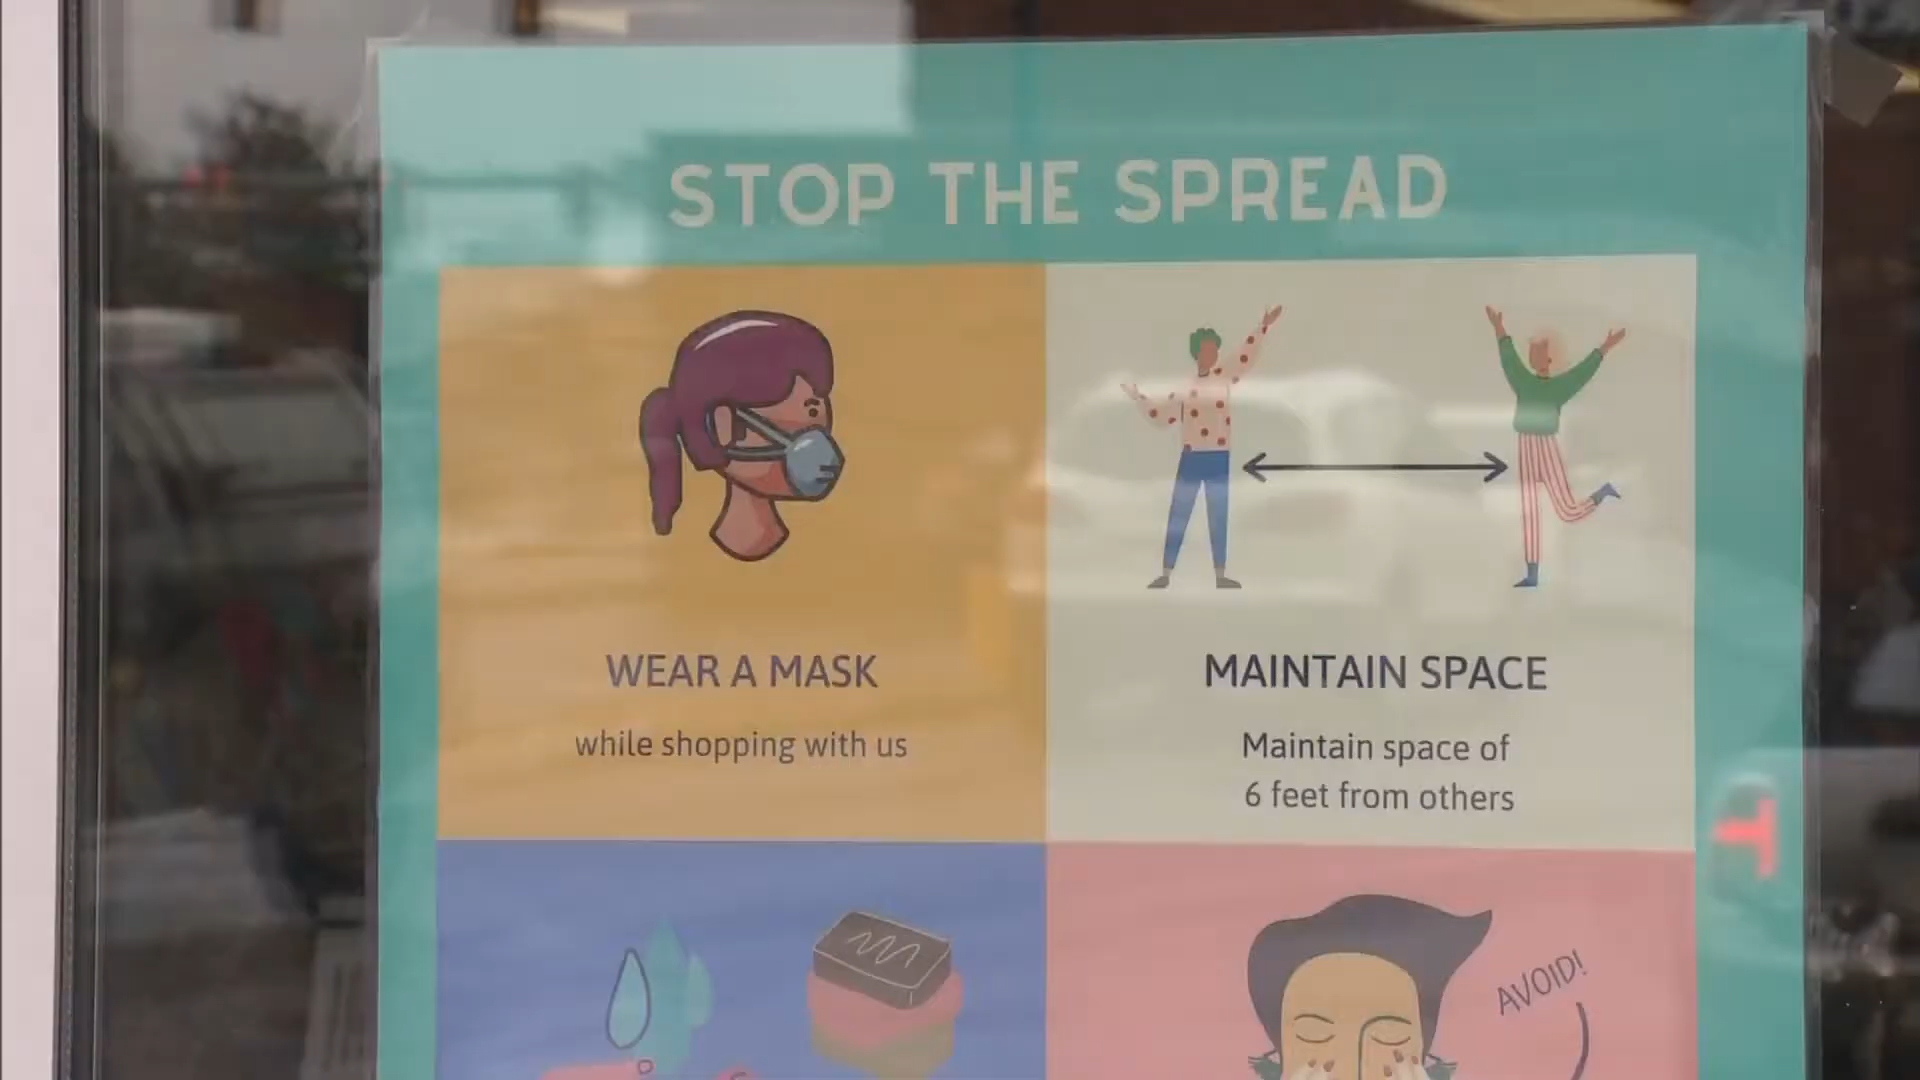 STOP THE SPREAD
WEAR A MASK
while shopping with us
MAINTAIN SPACE
Maintain space of
6 feet from others
AVOID!